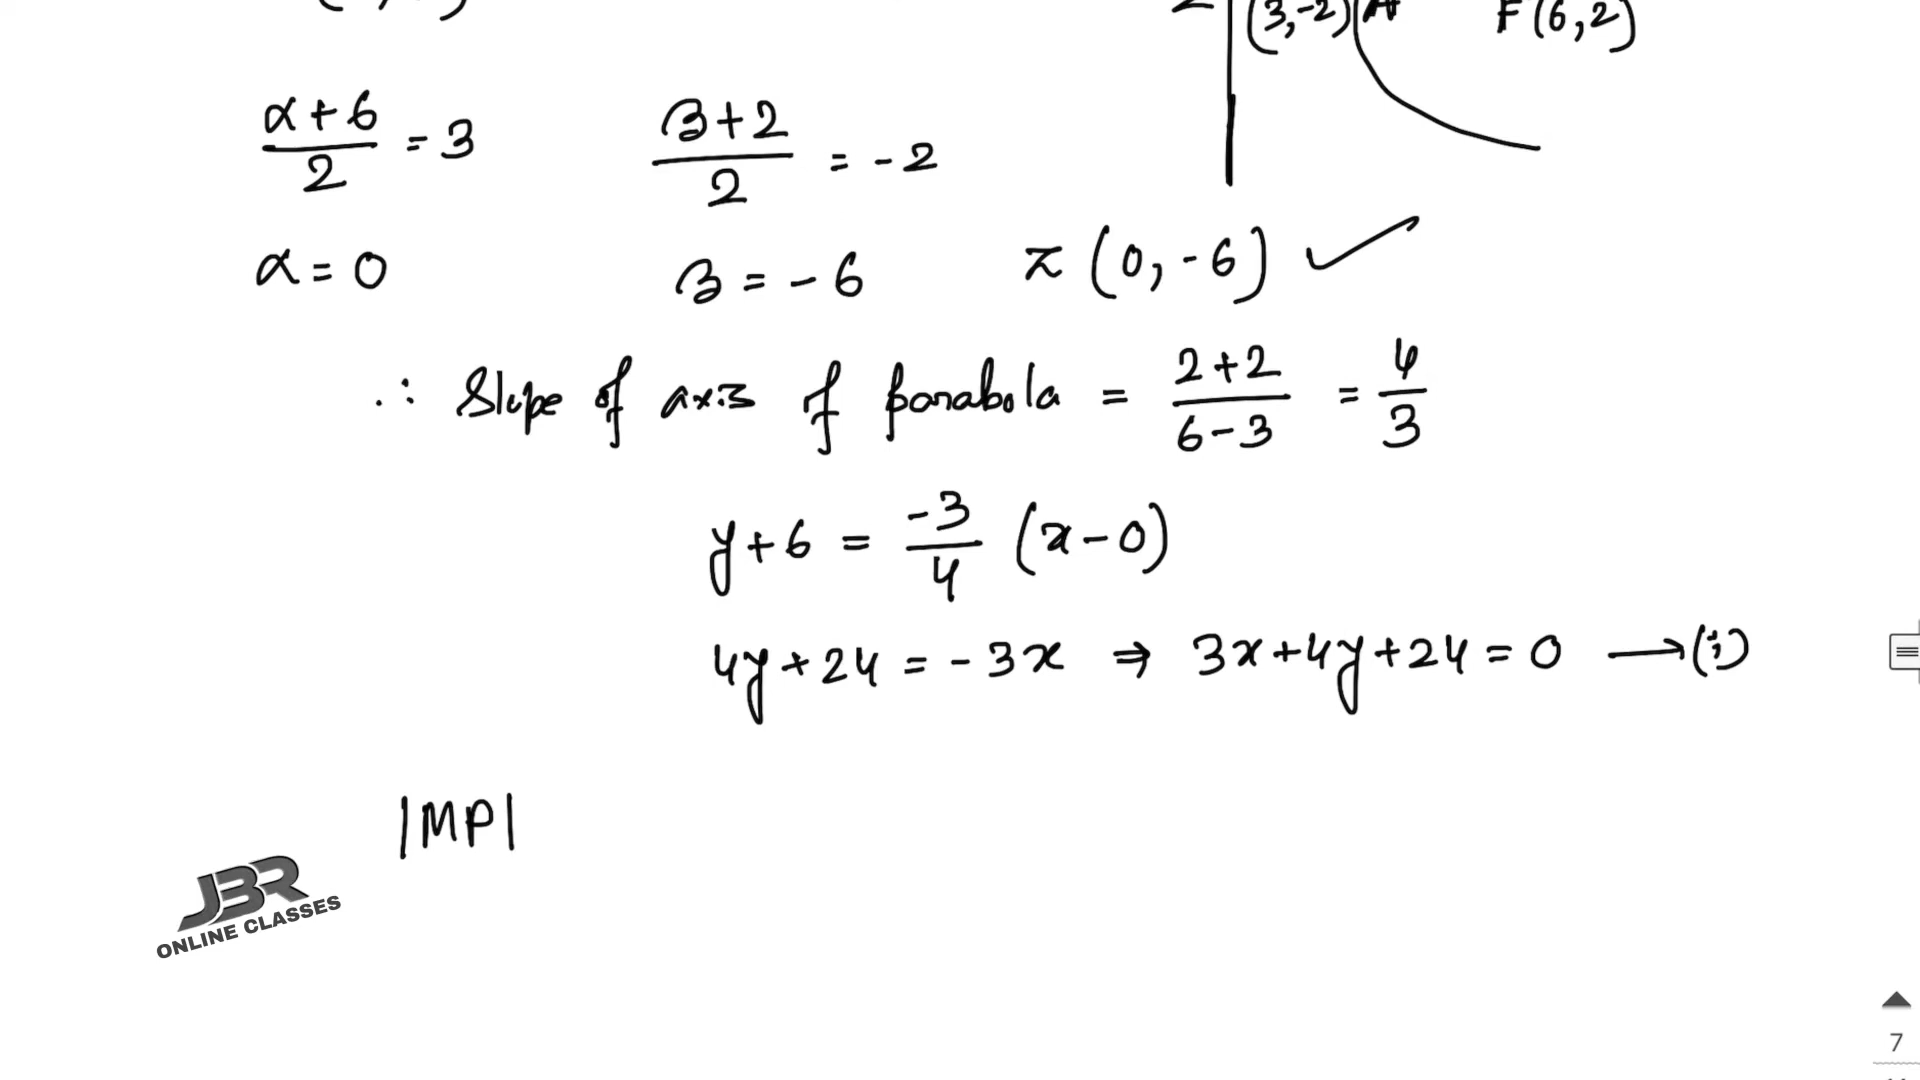 (3,-2) A F(6,2)
(α+6)/2 = 3 (β+2)/2 = -2
α = 0 β = -6 Z (0, -6) ✓
∴ Slope of axis of parabola = (2+2)/(6-3) = 4/3
y+6 = -3/4 (x-0)
4y+24 = -3x ⇒ 3x+4y+24 = 0 → (i)
|MP|
JBR
ONLINE CLASSES
7